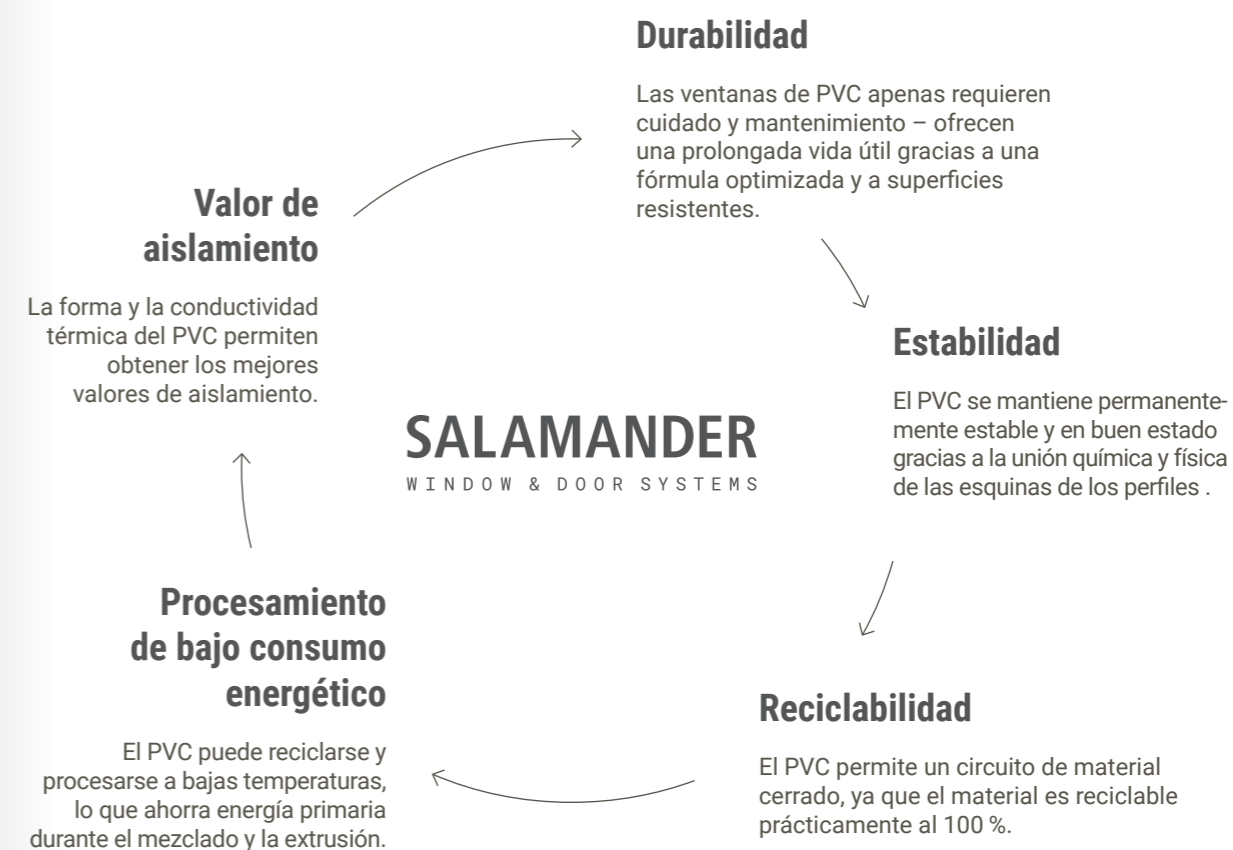 Durabilidad
Las ventanas de PVC apenas requieren
cuidado y mantenimiento – ofrecen
una prolongada vida útil gracias a una
fórmula optimizada y a superficies
resistentes.
Estabilidad
El PVC se mantiene permanente-
mente estable y en buen estado
gracias a la unión química y física
de las esquinas de los perfiles .
Reciclabilidad
El PVC permite un circuito de material
cerrado, ya que el material es reciclable
prácticamente al 100 %.
Procesamiento
de bajo consumo
energético
El PVC puede reciclarse y
procesarse a bajas temperaturas,
lo que ahorra energía primaria
durante el mezclado y la extrusión.
Valor de
aislamiento
La forma y la conductividad
térmica del PVC permiten
obtener los mejores
valores de aislamiento.
SALAMANDER
WINDOW & DOOR SYSTEMS